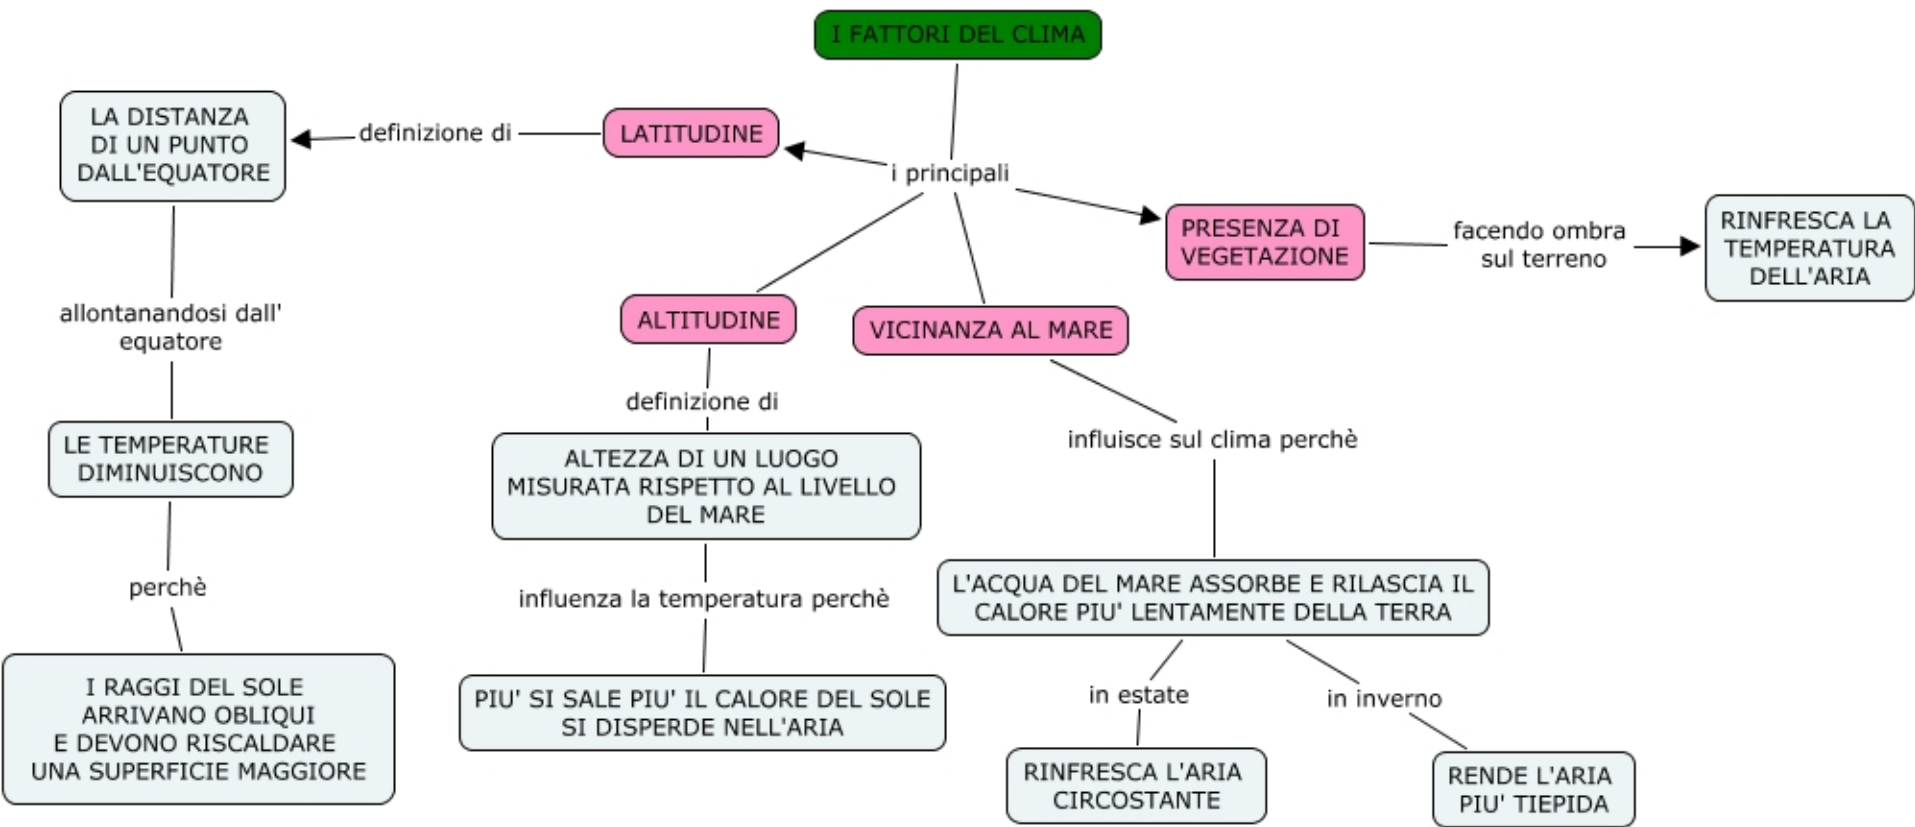 I FATTORI DEL CLIMA
i principali
LATITUDINE
definizione di
LA DISTANZA
DI UN PUNTO
DALL'EQUATORE
allontanandosi dall'
equatore
LE TEMPERATURE
DIMINUISCONO
perchè
I RAGGI DEL SOLE
ARRIVANO OBLIQUI
E DEVONO RISCALDARE
UNA SUPERFICIE MAGGIORE
ALTITUDINE
definizione di
ALTEZZA DI UN LUOGO
MISURATA RISPETTO AL LIVELLO
DEL MARE
influenza la temperatura perchè
PIU' SI SALE PIU' IL CALORE DEL SOLE
SI DISPERDE NELL'ARIA
VICINANZA AL MARE
influisce sul clima perchè
L'ACQUA DEL MARE ASSORBE E RILASCIA IL
CALORE PIU' LENTAMENTE DELLA TERRA
in estate
RINFRESCA L'ARIA
CIRCOSTANTE
in inverno
RENDE L'ARIA
PIU' TIEPIDA
PRESENZA DI
VEGETAZIONE
facendo ombra
sul terreno
RINFRESCA LA
TEMPERATURA
DELL'ARIA